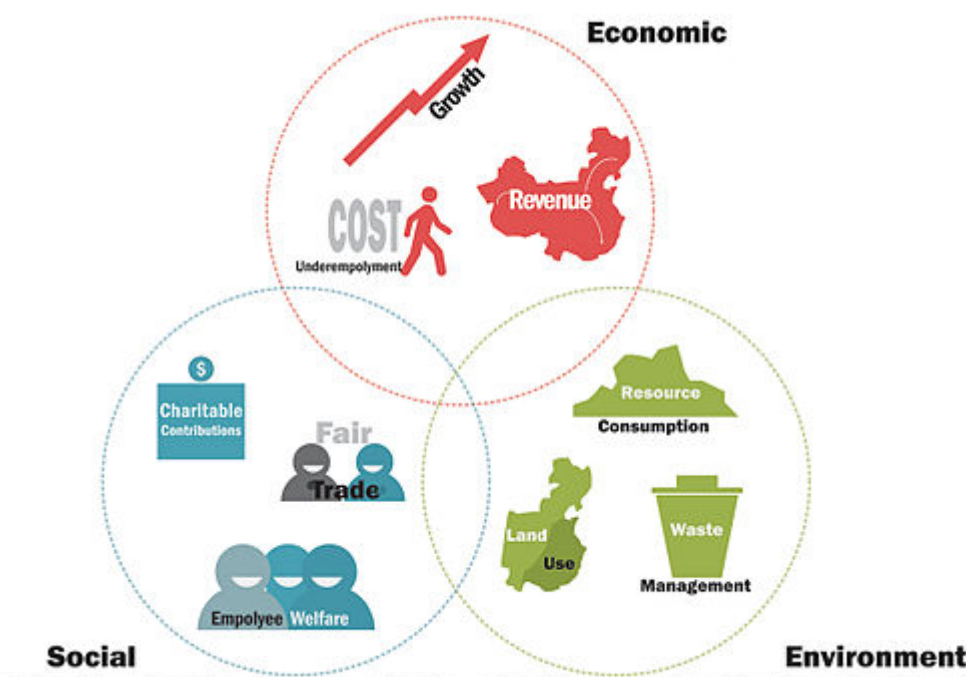 Economic
Growth
COST
Underempolyment
Revenue
$
Charitable
Contributions
Fair
Trade
Empolyee Welfare
Social
Resource
Consumption
Land
Use
Waste
Management
Environment